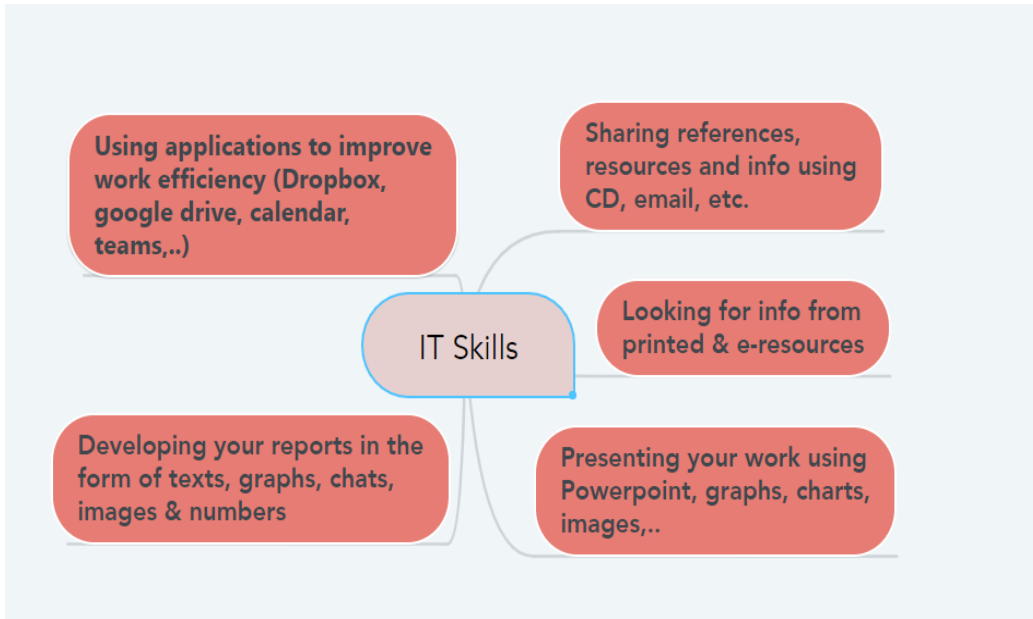 Using applications to improve
work efficiency (Dropbox,
google drive, calendar,
teams,..)
Sharing references,
resources and info using
CD, email, etc.
IT Skills
Looking for info from
printed & e-resources
Developing your reports in the
form of texts, graphs, chats,
images & numbers
Presenting your work using
Powerpoint, graphs, charts,
images,..